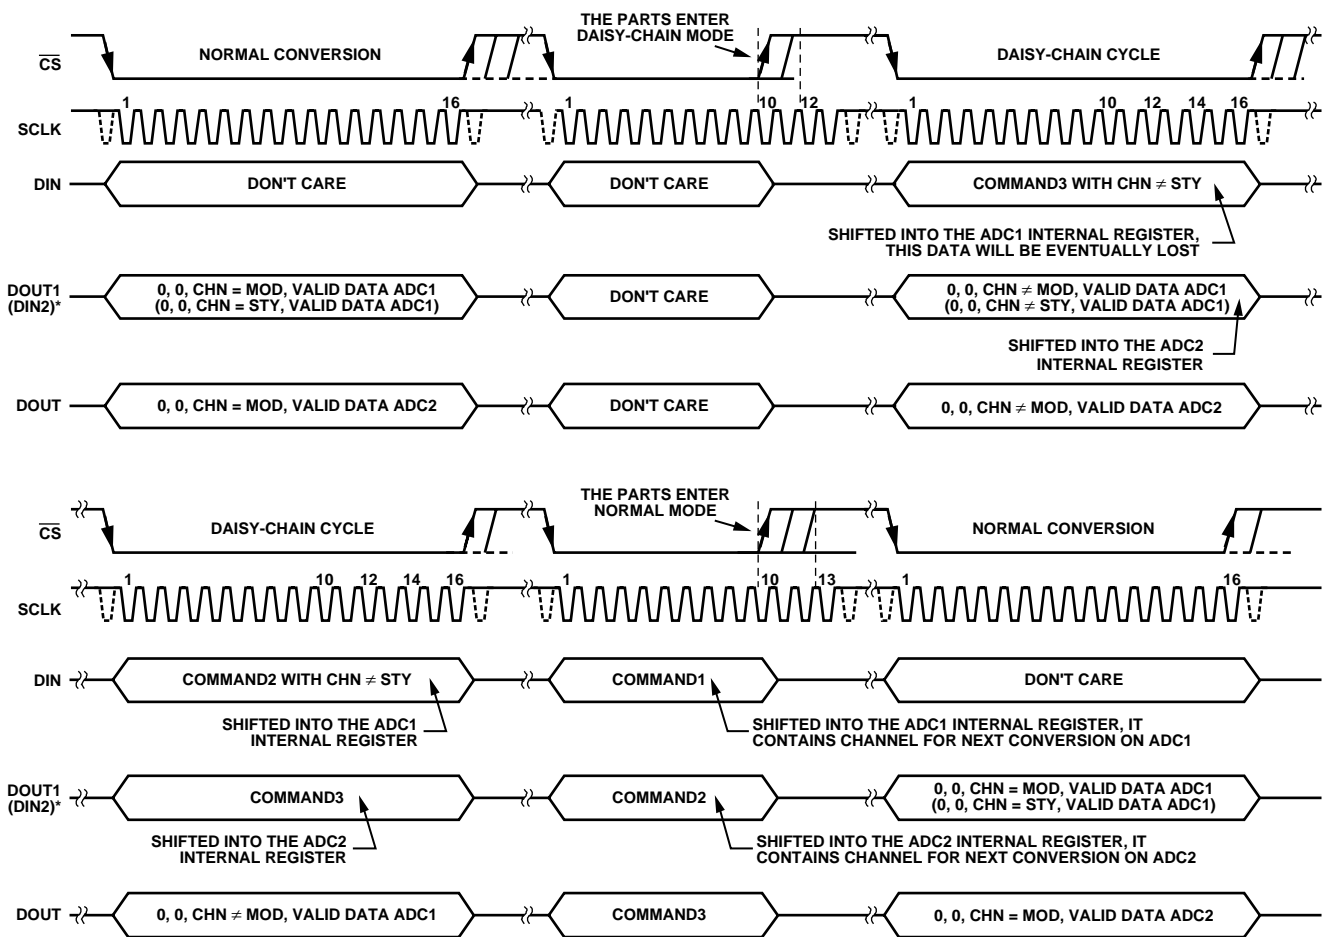 THE PARTS ENTER
DAISY-CHAIN MODE
CS
NORMAL CONVERSION
DAISY-CHAIN CYCLE
SCLK
1
16
1
10
12
1
10
12
14
16
DIN
DON'T CARE
DON'T CARE
COMMAND3 WITH CHN ≠ STY
SHIFTED INTO THE ADC1 INTERNAL REGISTER,
THIS DATA WILL BE EVENTUALLY LOST
DOUT1
(DIN2)*
0, 0, CHN = MOD, VALID DATA ADC1
(0, 0, CHN = STY, VALID DATA ADC1)
DON'T CARE
0, 0, CHN ≠ MOD, VALID DATA ADC1
(0, 0, CHN ≠ STY, VALID DATA ADC1)
SHIFTED INTO THE ADC2
INTERNAL REGISTER
DOUT
0, 0, CHN = MOD, VALID DATA ADC2
DON'T CARE
0, 0, CHN ≠ MOD, VALID DATA ADC2
THE PARTS ENTER
NORMAL MODE
CS
DAISY-CHAIN CYCLE
NORMAL CONVERSION
SCLK
1
10
12
14
16
1
10
13
1
16
DIN
COMMAND2 WITH CHN ≠ STY
COMMAND1
DON'T CARE
SHIFTED INTO THE ADC1
INTERNAL REGISTER
SHIFTED INTO THE ADC1 INTERNAL REGISTER, IT
CONTAINS CHANNEL FOR NEXT CONVERSION ON ADC1
DOUT1
(DIN2)*
COMMAND3
COMMAND2
0, 0, CHN = MOD, VALID DATA ADC1
(0, 0, CHN = STY, VALID DATA ADC1)
SHIFTED INTO THE ADC2
INTERNAL REGISTER
SHIFTED INTO THE ADC2 INTERNAL REGISTER, IT
CONTAINS CHANNEL FOR NEXT CONVERSION ON ADC2
DOUT
0, 0, CHN ≠ MOD, VALID DATA ADC1
COMMAND3
0, 0, CHN = MOD, VALID DATA ADC2